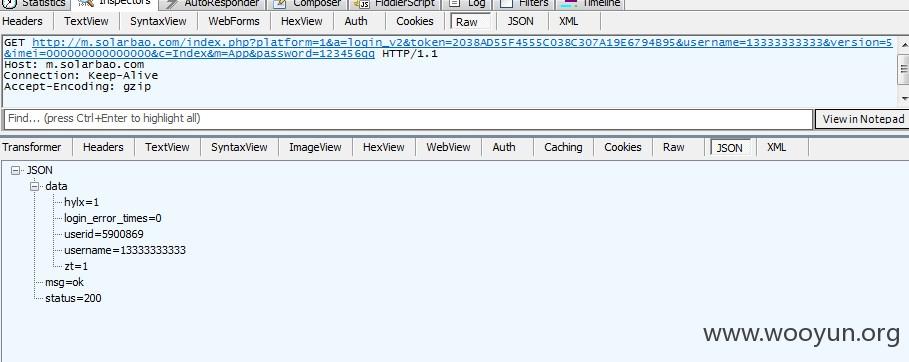 Statistics Inspectors AutoResponder Composer FiddlerScript Log Filters Timeline
Headers TextView SyntaxView WebForms HexView Auth Cookies Raw JSON XML
GET http://m.solarbao.com/index.php?platform=1&a=login_v2&token=2038AD55F4555C038C307A19E6794B95&username=13333333333&version=5
&imei=000000000000000&c=Index&m=App&password=123456qq HTTP/1.1
Host: m.solarbao.com
Connection: Keep-Alive
Accept-Encoding: gzip
Find... (press Ctrl+Enter to highlight all) View in Notepad
Transformer Headers TextView SyntaxView ImageView HexView WebView Auth Caching Cookies Raw JSON XML
JSON
data
hylx=1
login_error_times=0
userid=5900869
username=13333333333
zt=1
msg=ok
status=200
www.wooyun.org